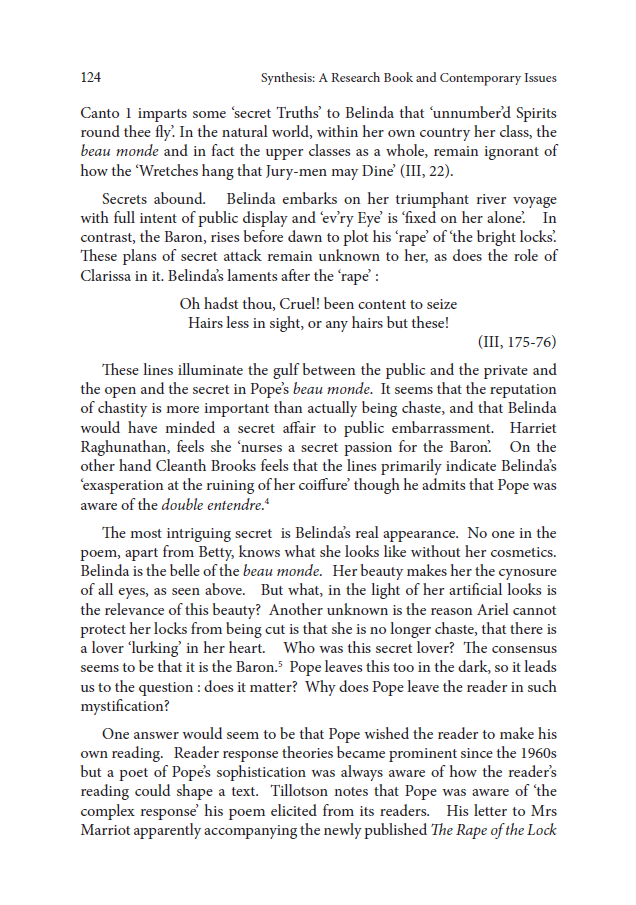 124 Synthesis: A Research Book and Contemporary Issues
Canto 1 imparts some ‘secret Truths’ to Belinda that ‘unnumber’d Spirits
round thee fly’. In the natural world, within her own country her class, the
beau monde and in fact the upper classes as a whole, remain ignorant of
how the ‘Wretches hang that Jury-men may Dine’ (III, 22).
Secrets abound. Belinda embarks on her triumphant river voyage
with full intent of public display and ‘ev’ry Eye’ is ‘fixed on her alone’. In
contrast, the Baron, rises before dawn to plot his ‘rape’ of ‘the bright locks’.
These plans of secret attack remain unknown to her, as does the role of
Clarissa in it. Belinda’s laments after the ‘rape’ :
Oh hadst thou, Cruel! been content to seize
Hairs less in sight, or any hairs but these!
(III, 175-76)
These lines illuminate the gulf between the public and the private and
the open and the secret in Pope’s beau monde. It seems that the reputation
of chastity is more important than actually being chaste, and that Belinda
would have minded a secret affair to public embarrassment. Harriet
Raghunathan, feels she ‘nurses a secret passion for the Baron’. On the
other hand Cleanth Brooks feels that the lines primarily indicate Belinda’s
‘exasperation at the ruining of her coiffure’ though he admits that Pope was
aware of the double entendre.4
The most intriguing secret is Belinda’s real appearance. No one in the
poem, apart from Betty, knows what she looks like without her cosmetics.
Belinda is the belle of the beau monde. Her beauty makes her the cynosure
of all eyes, as seen above. But what, in the light of her artificial looks is
the relevance of this beauty? Another unknown is the reason Ariel cannot
protect her locks from being cut is that she is no longer chaste, that there is
a lover ‘lurking’ in her heart. Who was this secret lover? The consensus
seems to be that it is the Baron.5 Pope leaves this too in the dark, so it leads
us to the question : does it matter? Why does Pope leave the reader in such
mystification?
One answer would seem to be that Pope wished the reader to make his
own reading. Reader response theories became prominent since the 1960s
but a poet of Pope’s sophistication was always aware of how the reader’s
reading could shape a text. Tillotson notes that Pope was aware of ‘the
complex response’ his poem elicited from its readers. His letter to Mrs
Marriot apparently accompanying the newly published The Rape of the Lock